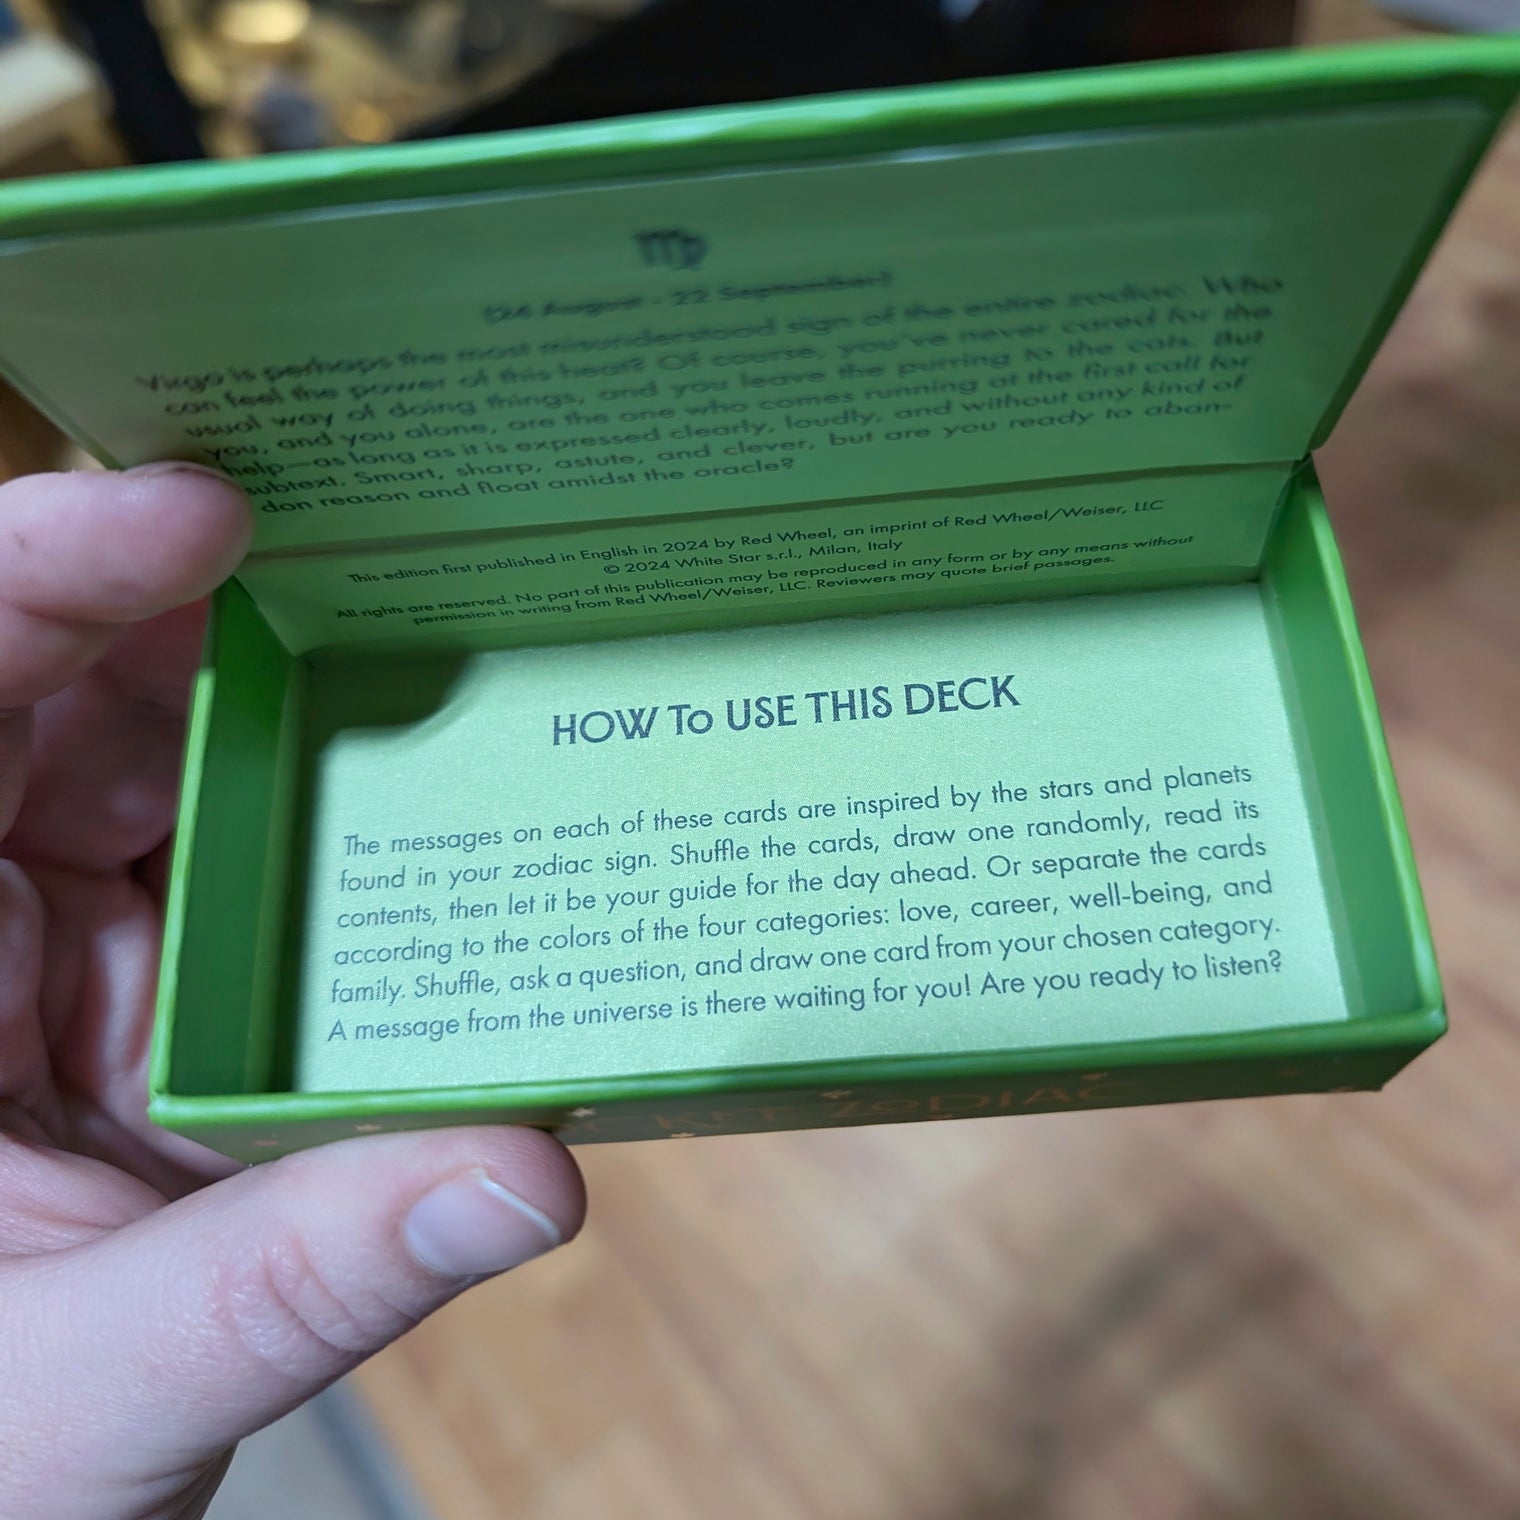 ♍
(24 August - 22 September)
Virgo is perhaps the most misunderstood sign of the entire zodiac! Who
can feel the power of this heat? Of course, you've never cared for the
usual way of doing things, and you leave the purring to the cats. But
you, and you alone, are the one who comes running at the first call for
help—as long as it is expressed clearly, loudly, and without any kind of
subtext. Smart, sharp, astute, and clever, but are you ready to aban-
don reason and float amidst the oracle?
This edition first published in English in 2024 by Red Wheel, an imprint of Red Wheel/Weiser, LLC
© 2024 White Star s.r.l., Milan, Italy
All rights are reserved. No part of this publication may be reproduced in any form or by any means without
permission in writing from Red Wheel/Weiser, LLC. Reviewers may quote brief passages.
HOW To USE THIS DECK
The messages on each of these cards are inspired by the stars and planets
found in your zodiac sign. Shuffle the cards, draw one randomly, read its
contents, then let it be your guide for the day ahead. Or separate the cards
according to the colors of the four categories: love, career, well-being, and
family. Shuffle, ask a question, and draw one card from your chosen category.
A message from the universe is there waiting for you! Are you ready to listen?
ZoDIAC